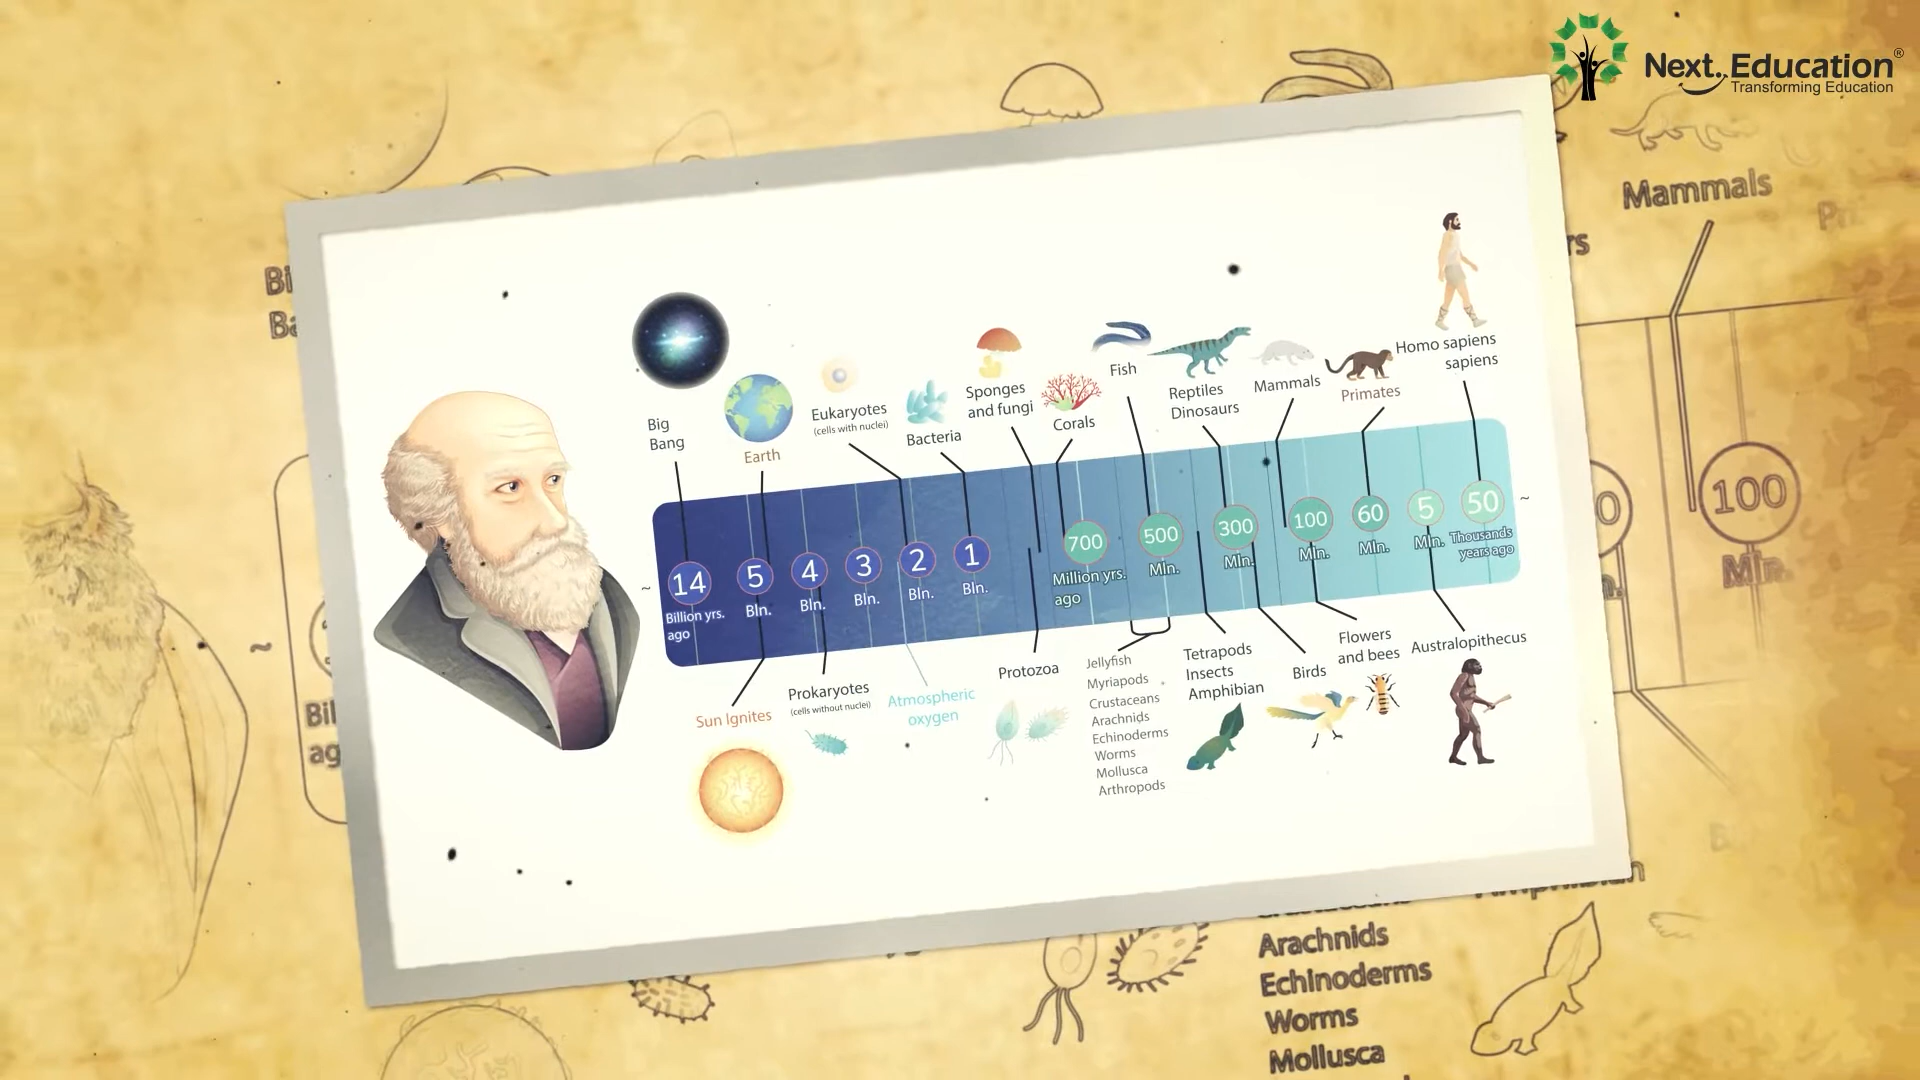 Next Education®
Transforming Education
Mammals
Big
Bang
Earth
Eukaryotes
(cells with nuclei)
Bacteria
Sponges
and fungi
Corals
Fish
Reptiles
Dinosaurs
Mammals
Primates
Homo sapiens
sapiens
~
14
Billion yrs.
ago
5
Bln.
4
Bln.
3
Bln.
2
Bln.
1
Bln.
700
Million yrs.
ago
500
Mln.
300
Mln.
100
Mln.
60
Mln.
5
Mln.
50
Thousands
years ago
~
Sun Ignites
Prokaryotes
(cells without nuclei)
Atmospheric
oxygen
Protozoa
Jellyfish
Myriapods
Crustaceans
Arachnids
Echinoderms
Worms
Mollusca
Arthropods
Tetrapods
Insects
Amphibian
Birds
Flowers
and bees
Australopithecus
~
100
Mln.
Arachnids
Echinoderms
Worms
Mollusca